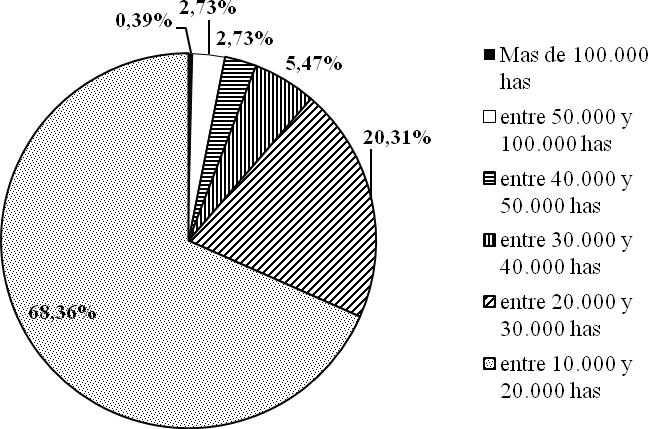 2,73%
0,39%
2,73%
5,47%
20,31%
68,36%
Mas de 100.000
has
entre 50.000 y
100.000 has
entre 40.000 y
50.000 has
entre 30.000 y
40.000 has
entre 20.000 y
30.000 has
entre 10.000 y
20.000 has